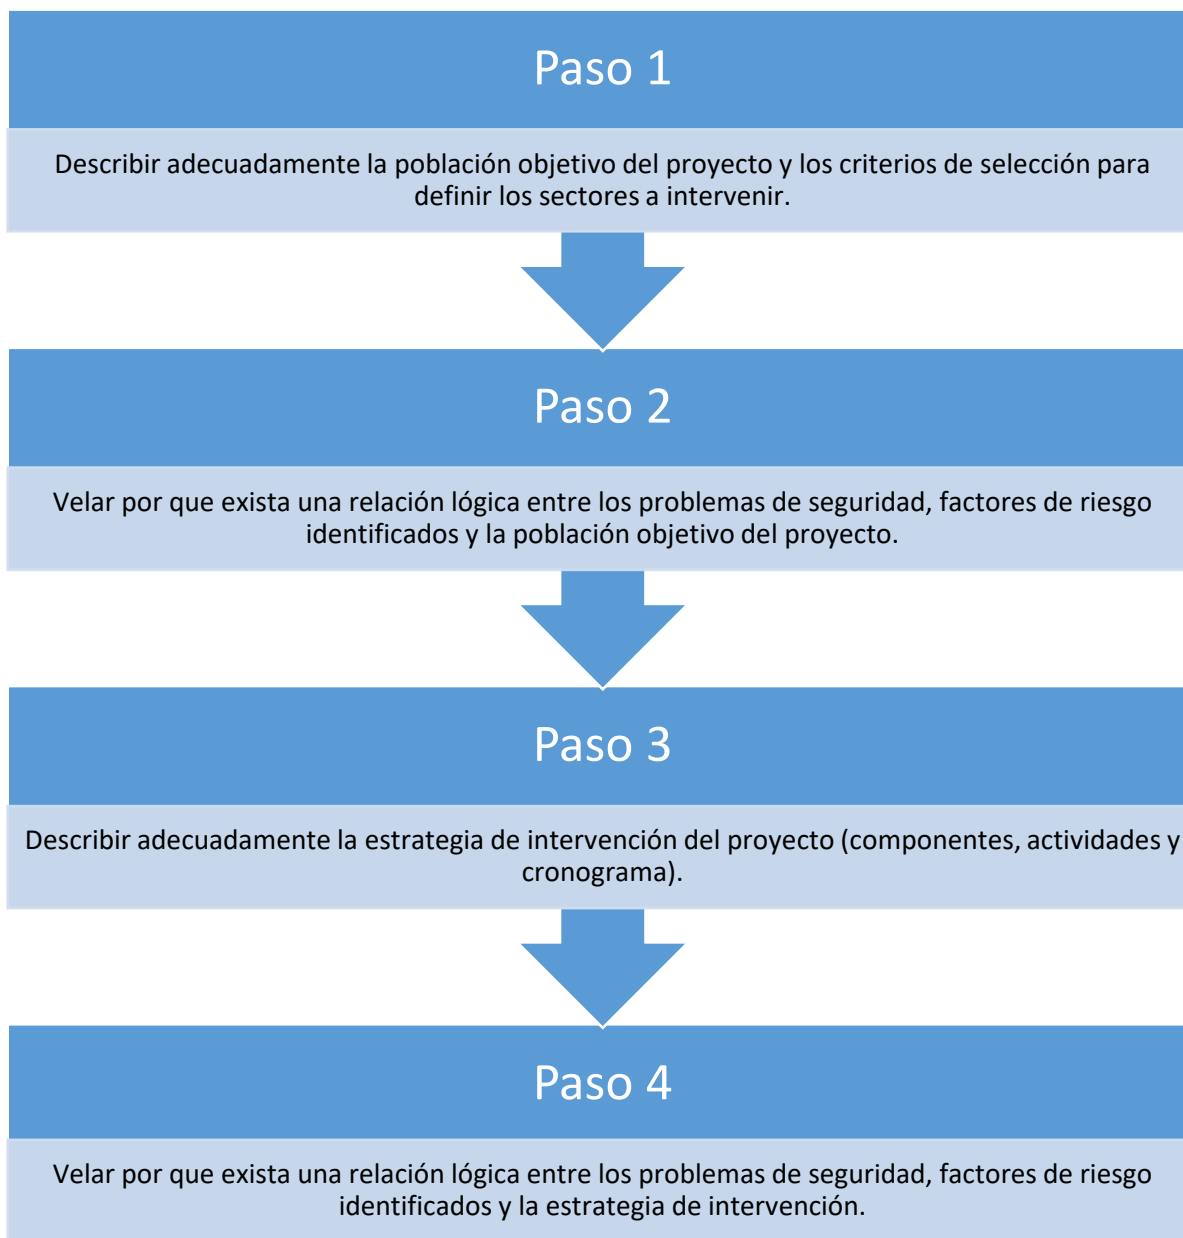 Paso 1
Describir adecuadamente la población objetivo del proyecto y los criterios de selección para
definir los sectores a intervenir.
Paso 2
Velar por que exista una relación lógica entre los problemas de seguridad, factores de riesgo
identificados y la población objetivo del proyecto.
Paso 3
Describir adecuadamente la estrategia de intervención del proyecto (componentes, actividades y
cronograma).
Paso 4
Velar por que exista una relación lógica entre los problemas de seguridad, factores de riesgo
identificados y la estrategia de intervención.